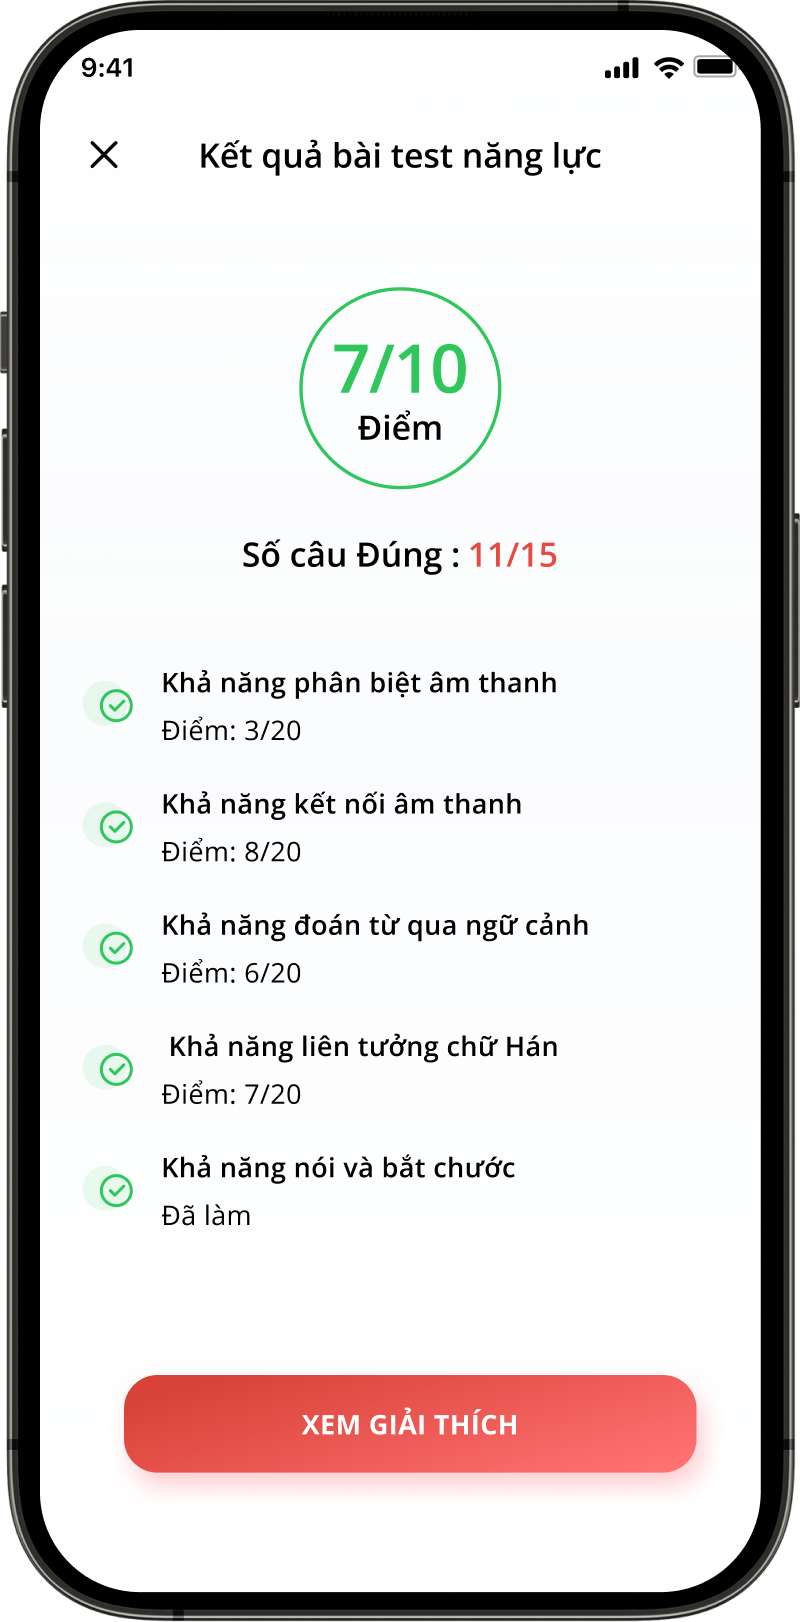 9:41
Kết quả bài test năng lực
7/10
Điểm
Số câu Đúng : 11/15
Khả năng phân biệt âm thanh
Điểm: 3/20
Khả năng kết nối âm thanh
Điểm: 8/20
Khả năng đoán từ qua ngữ cảnh
Điểm: 6/20
Khả năng liên tưởng chữ Hán
Điểm: 7/20
Khả năng nói và bắt chước
Đã làm
XEM GIẢI THÍCH